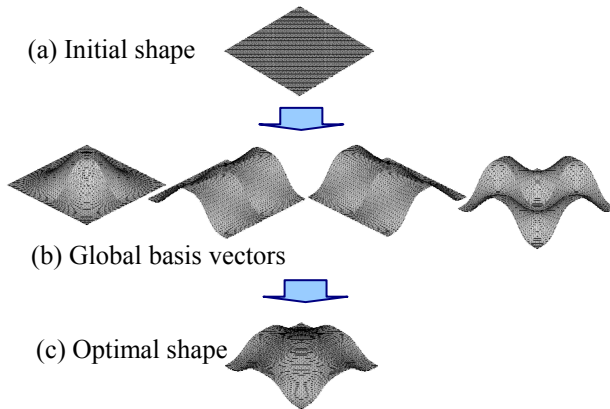 (a) Initial shape
(b) Global basis vectors
(c) Optimal shape